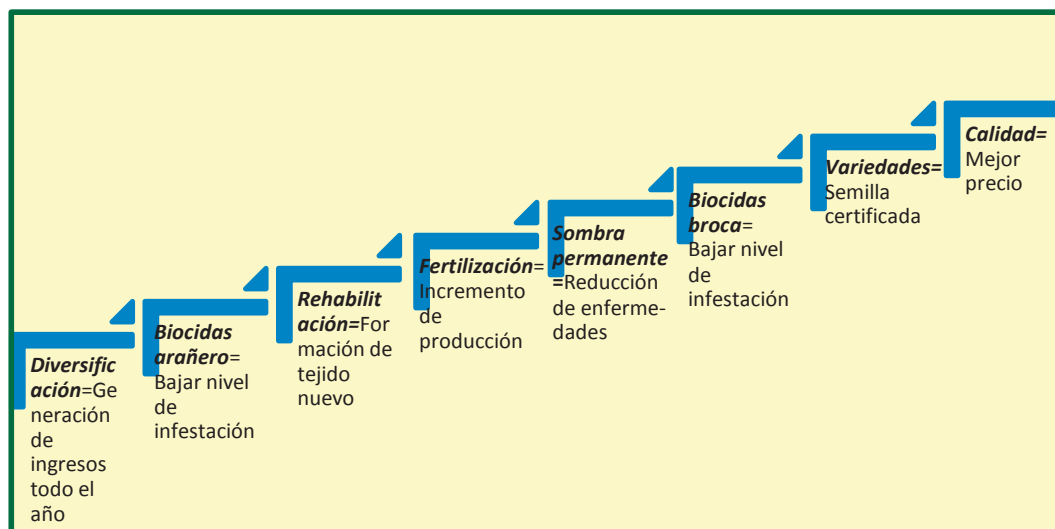 Diversific
ación=Ge
neración
de
ingresos
todo el
año
Biocidas
arañero=
Bajar nivel
de
infestación
Rehabilit
ación=For
mación de
tejido
nuevo
Fertilización=
Incremento
de
producción
Sombra
permanente
=Reducción
de enferme-
dades
Biocidas
broca=
Bajar nivel
de
infestación
Variedades=
Semilla
certificada
Calidad=
Mejor
precio